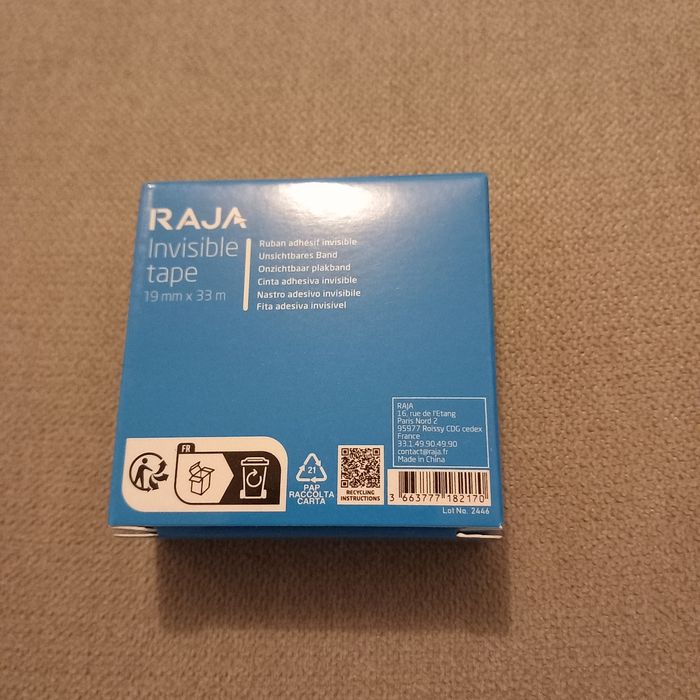 RAJA
Invisible
tape
19 mm x 33 m
Ruban adhésif invisible
Unsichtbares Band
Onzichtbaar plakband
Cinta adhesiva invisible
Nastro adesivo invisibile
Fita adesiva invisível
RAJA
16, rue de l'Etang
Paris Nord 2
95977 Roissy CDG cedex
France
33.1.49.90.49.90
contact@raja.fr
Made in China
FR
21
PAP
RACCOLTA
CARTA
RECYCLING
INSTRUCTIONS
3 663777 182170
Lot No. 2446